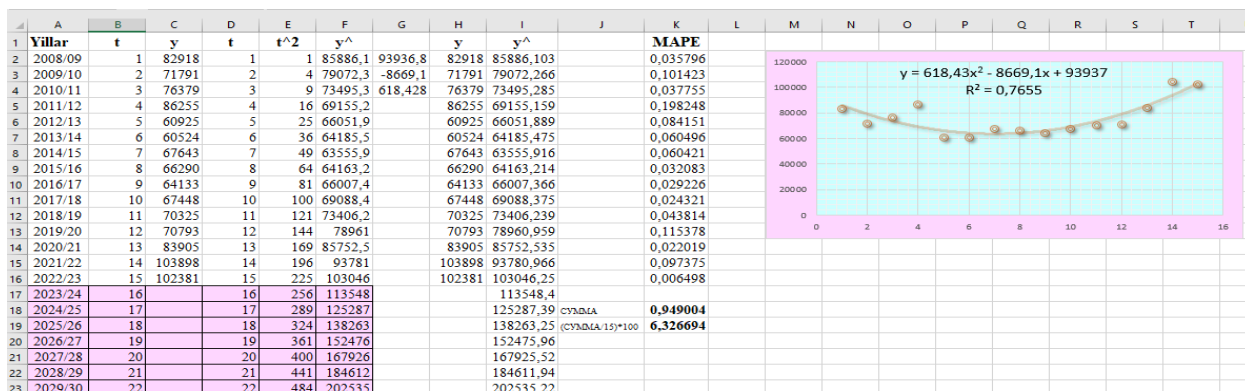 A B C D E F G H I J K L M N O P Q R S T
1 Yillar t y t t^2 y^ y y^ MAPE
2 2008/09 1 82918 1 1 85886,1 93936,8 82918 85886,103 0,035796
3 2009/10 2 71791 2 4 79072,3 -8669,1 71791 79072,266 0,101423
4 2010/11 3 76379 3 9 73495,3 618,428 76379 73495,285 0,037755
5 2011/12 4 86255 4 16 69155,2 86255 69155,159 0,198248
6 2012/13 5 60925 5 25 66051,9 60925 66051,889 0,084151
7 2013/14 6 60524 6 36 64185,5 60524 64185,475 0,060496
8 2014/15 7 67643 7 49 63555,9 67643 63555,916 0,060421
9 2015/16 8 66290 8 64 64163,2 66290 64163,214 0,032083
10 2016/17 9 64133 9 81 66007,4 64133 66007,366 0,029226
11 2017/18 10 67448 10 100 69088,4 67448 69088,375 0,024321
12 2018/19 11 70325 11 121 73406,2 70325 73406,239 0,043814
13 2019/20 12 70793 12 144 78961 70793 78960,959 0,115378
14 2020/21 13 83905 13 169 85752,5 83905 85752,535 0,022019
15 2021/22 14 103898 14 196 93781 103898 93780,966 0,097375
16 2022/23 15 102381 15 225 103046 102381 103046,25 0,006498
17 2023/24 16 16 256 113548 113548,4
18 2024/25 17 17 289 125287 125287,39 СУММА 0,949004
19 2025/26 18 18 324 138263 138263,25 (СУММА/15)*100 6,326694
20 2026/27 19 19 361 152476 152475,96
21 2027/28 20 20 400 167926 167925,52
22 2028/29 21 21 441 184612 184611,94
23 2029/30 22 22 484 202535 202535,22
y = 618,43x² - 8669,1x + 93937
R² = 0,7655
120000
100000
80000
60000
40000
20000
0
0 2 4 6 8 10 12 14 16